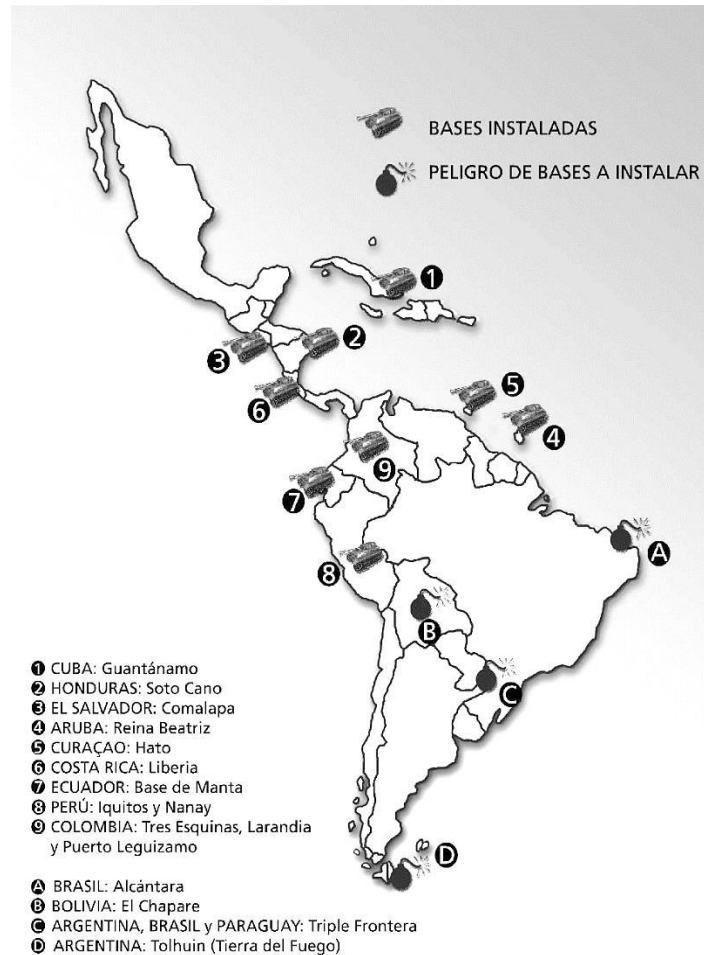 BASES INSTALADAS
PELIGRO DE BASES A INSTALAR
1
2
3
5
6
4
9
7
A
8
B
C
D
1 CUBA: Guantánamo
2 HONDURAS: Soto Cano
3 EL SALVADOR: Comalapa
4 ARUBA: Reina Beatriz
5 CURAÇAO: Hato
6 COSTA RICA: Liberia
7 ECUADOR: Base de Manta
8 PERÚ: Iquitos y Nanay
9 COLOMBIA: Tres Esquinas, Larandia
y Puerto Leguizamo
A BRASIL: Alcántara
B BOLIVIA: El Chapare
C ARGENTINA, BRASIL y PARAGUAY: Triple Frontera
D ARGENTINA: Tolhuin (Tierra del Fuego)